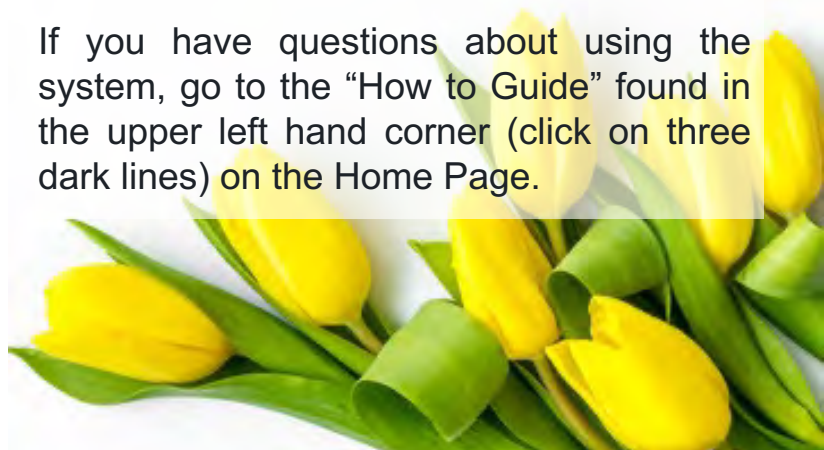 If you have questions about using the
system, go to the “How to Guide” found in
the upper left hand corner (click on three
dark lines) on the Home Page.